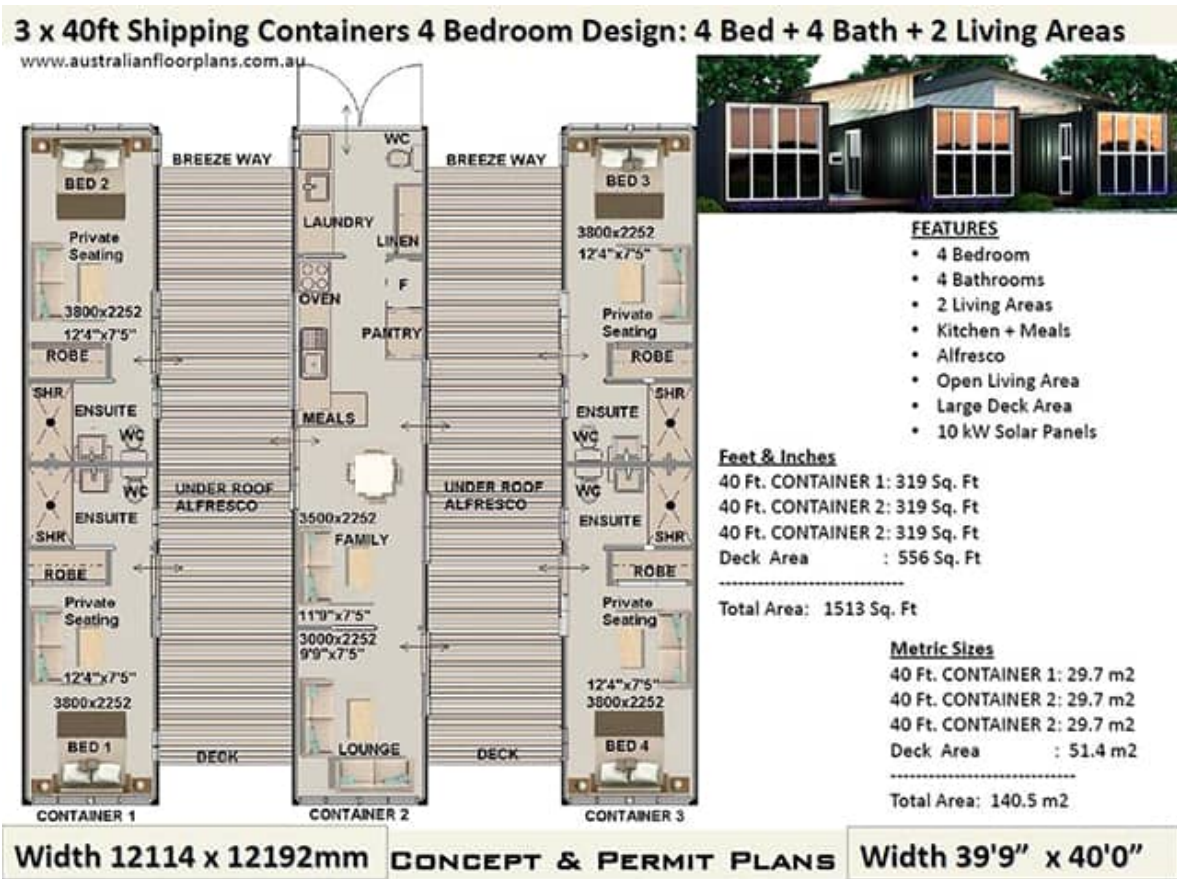 3 x 40ft Shipping Containers 4 Bedroom Design: 4 Bed + 4 Bath + 2 Living Areas
www.australianfloorplans.com.au
BED 2
Private
Seating
3800x2252
12'4"x7'5"
ROBE
SHR
ENSUITE
WC
WC
ENSUITE
SHR
ROBE
Private
Seating
12'4"x7'5"
3800x2252
BED 1
CONTAINER 1
BREEZE WAY
UNDER ROOF
ALFRESCO
DECK
WC
LAUNDRY
LINEN
OVEN
F
PANTRY
MEALS
3500x2252
FAMILY
11'9"x7'5"
3000x2252
9'9"x7'5"
LOUNGE
CONTAINER 2
BREEZE WAY
UNDER ROOF
ALFRESCO
DECK
BED 3
3800x2252
12'4"x7'5"
Private
Seating
ROBE
SHR
ENSUITE
WC
WC
ENSUITE
SHR
ROBE
Private
Seating
12'4"x7'5"
3800x2252
BED 4
CONTAINER 3
FEATURES
• 4 Bedroom
• 4 Bathrooms
• 2 Living Areas
• Kitchen + Meals
• Alfresco
• Open Living Area
• Large Deck Area
• 10 kW Solar Panels
Feet & Inches
40 Ft. CONTAINER 1: 319 Sq. Ft
40 Ft. CONTAINER 2: 319 Sq. Ft
40 Ft. CONTAINER 2: 319 Sq. Ft
Deck Area : 556 Sq. Ft
-------------------------------
Total Area: 1513 Sq. Ft
Metric Sizes
40 Ft. CONTAINER 1: 29.7 m2
40 Ft. CONTAINER 2: 29.7 m2
40 Ft. CONTAINER 2: 29.7 m2
Deck Area : 51.4 m2
-------------------------------
Total Area: 140.5 m2
Width 12114 x 12192mm
CONCEPT & PERMIT PLANS
Width 39'9” x 40'0”